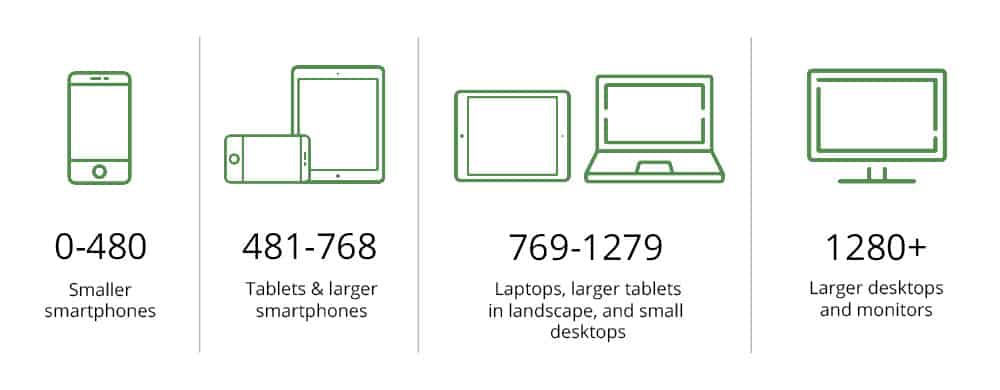 0-480
Smaller
smartphones
481-768
Tablets & larger
smartphones
769-1279
Laptops, larger tablets
in landscape, and small
desktops
1280+
Larger desktops
and monitors